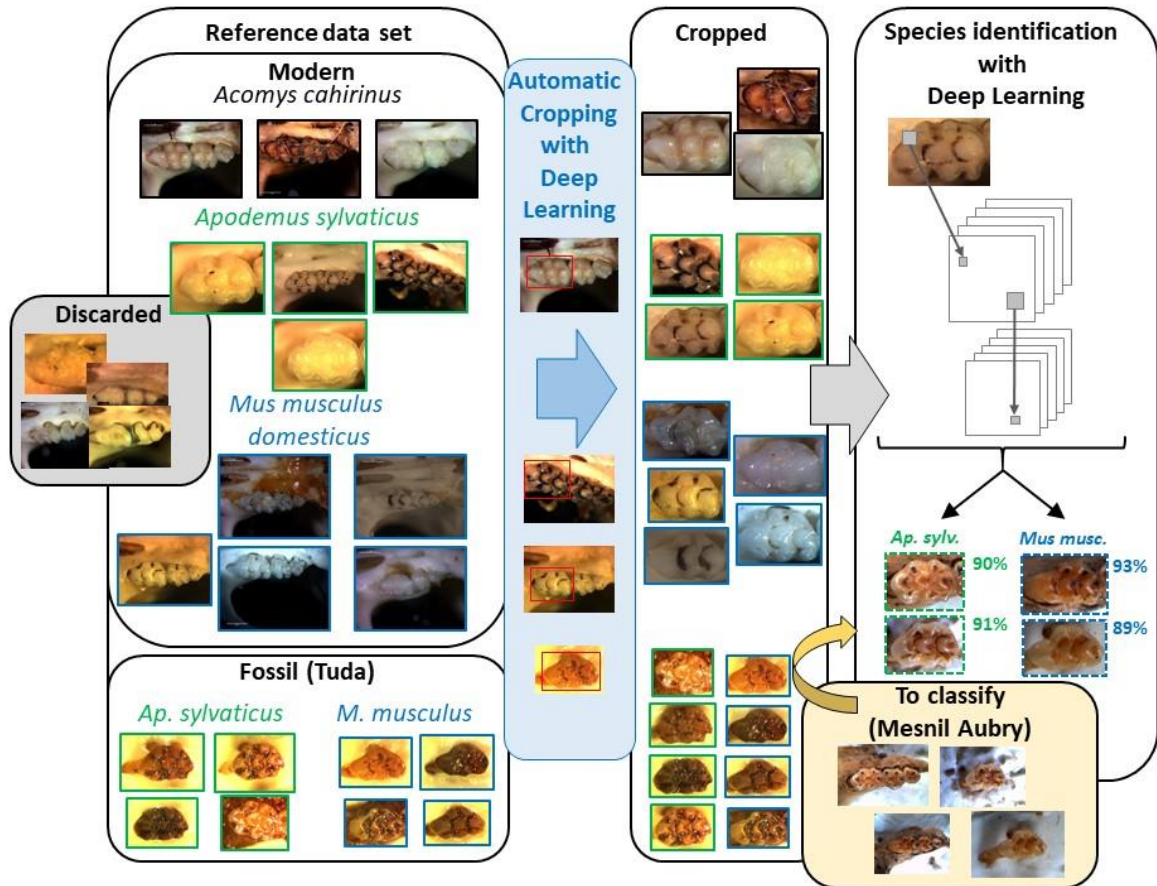 Reference data set
Modern
Acomys cahirinus
Apodemus sylvaticus
Discarded
Mus musculus
domesticus
Fossil (Tuda)
Ap. sylvaticus
M. musculus
Automatic
Cropping
with
Deep
Learning
Cropped
Species identification
with
Deep Learning
Ap. sylv.
Mus musc.
90%
93%
91%
89%
To classify
(Mesnil Aubry)